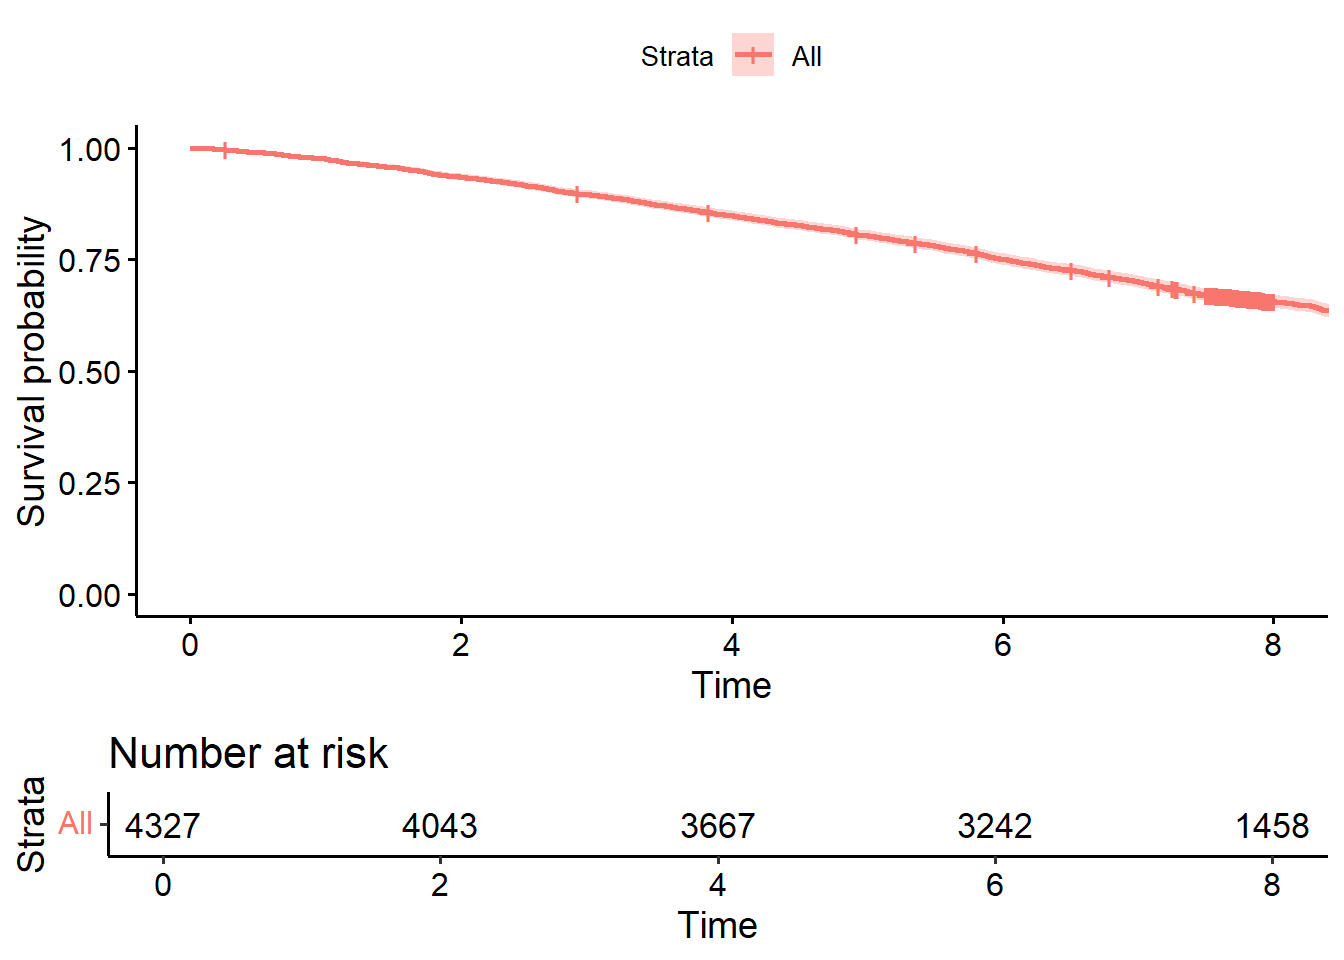 Strata All
1.00
0.75
0.50
0.25
0.00
Survival probability
0 2 4 6 8
Time
Number at risk
Strata
All 4327 4043 3667 3242 1458
0 2 4 6 8
Time